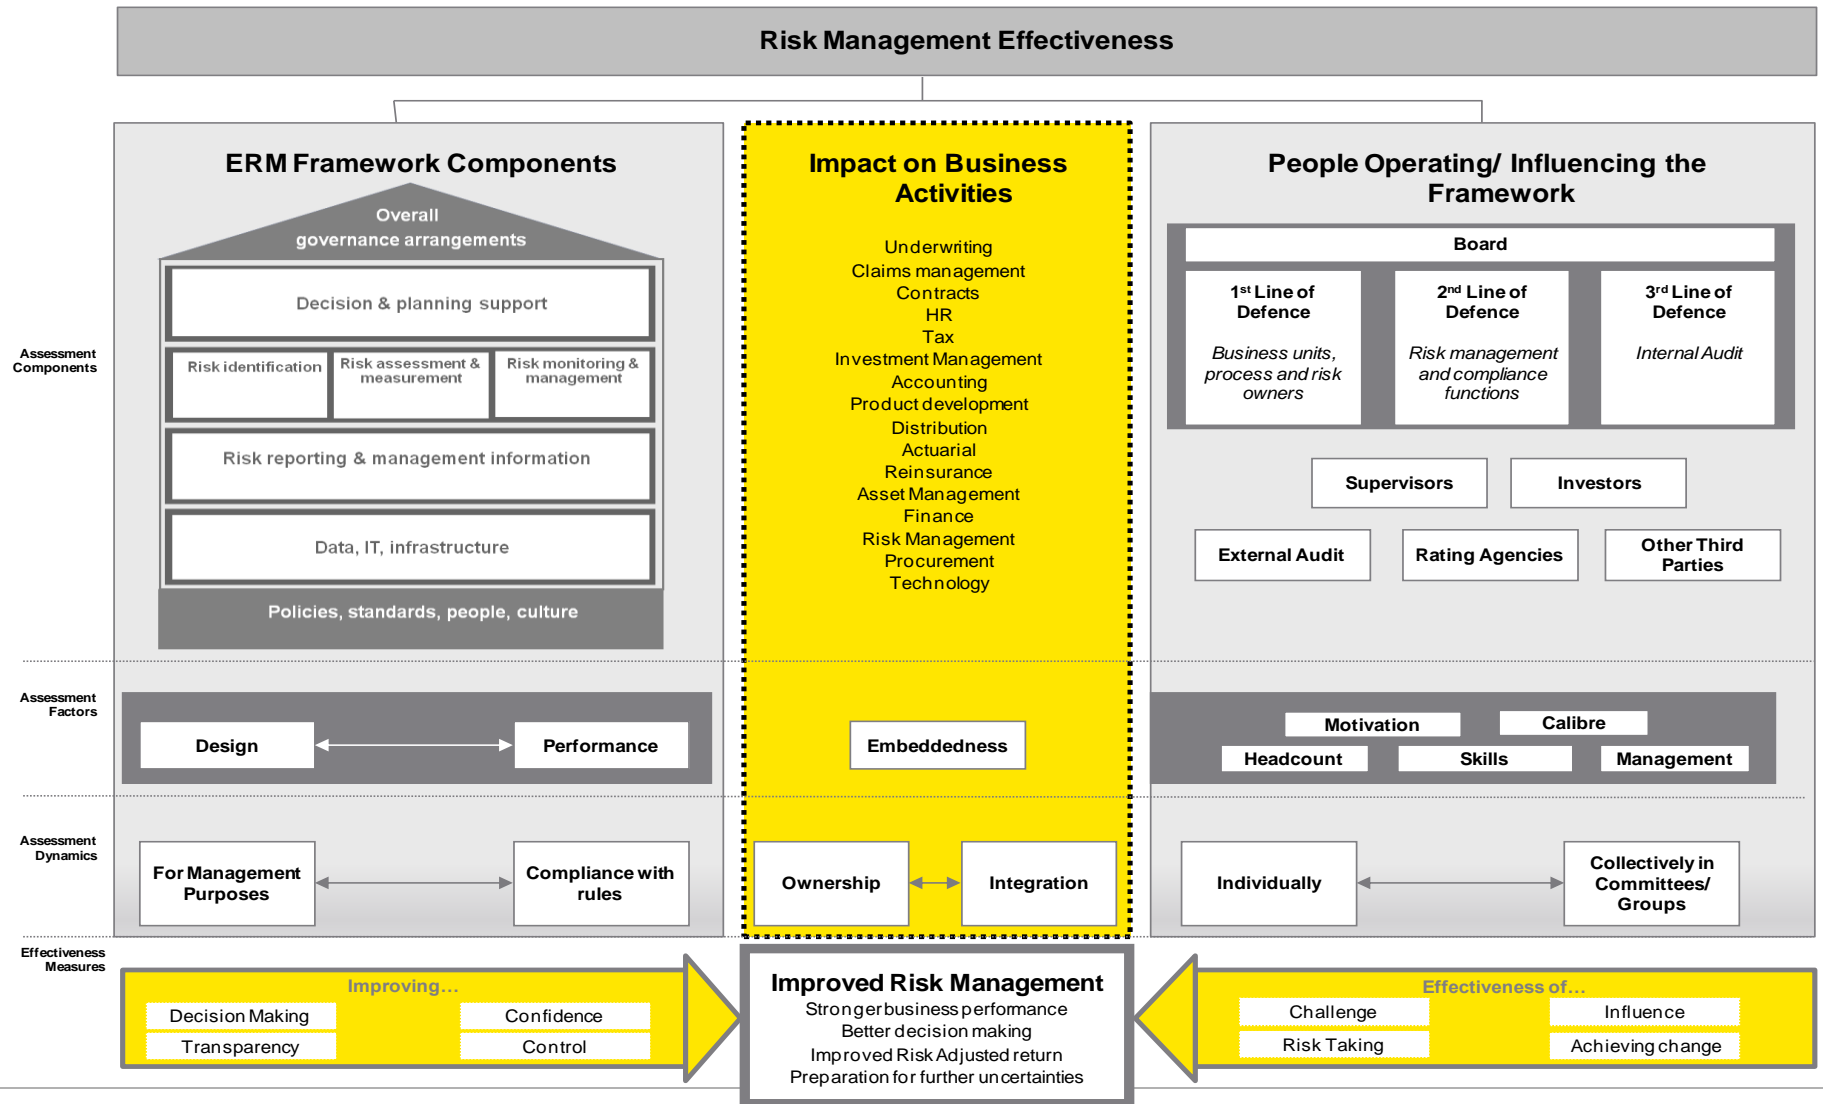 Risk Management Effectiveness
Assessment
Components
ERM Framework Components
Overall
governance arrangements
Decision & planning support
Risk identification
Risk assessment &
measurement
Risk monitoring &
management
Risk reporting & management information
Data, IT, infrastructure
Policies, standards, people, culture
Impact on Business
Activities
Underwriting
Claims management
Contracts
HR
Tax
Investment Management
Accounting
Product development
Distribution
Actuarial
Reinsurance
Asset Management
Finance
Risk Management
Procurement
Technology
People Operating/ Influencing the
Framework
Board
1st Line of
Defence
Business units,
process and risk
owners
2nd Line of
Defence
Risk management
and compliance
functions
3rd Line of
Defence
Internal Audit
Supervisors
Investors
External Audit
Rating Agencies
Other Third
Parties
Assessment
Factors
Design
Performance
Embeddedness
Motivation
Calibre
Headcount
Skills
Management
Assessment
Dynamics
For Management
Purposes
Compliance with
rules
Ownership
Integration
Individually
Collectively in
Committees/
Groups
Effectiveness
Measures
Improving…
Decision Making
Confidence
Transparency
Control
Improved Risk Management
Stronger business performance
Better decision making
Improved Risk Adjusted return
Preparation for further uncertainties
Effectiveness of…
Challenge
Influence
Risk Taking
Achieving change